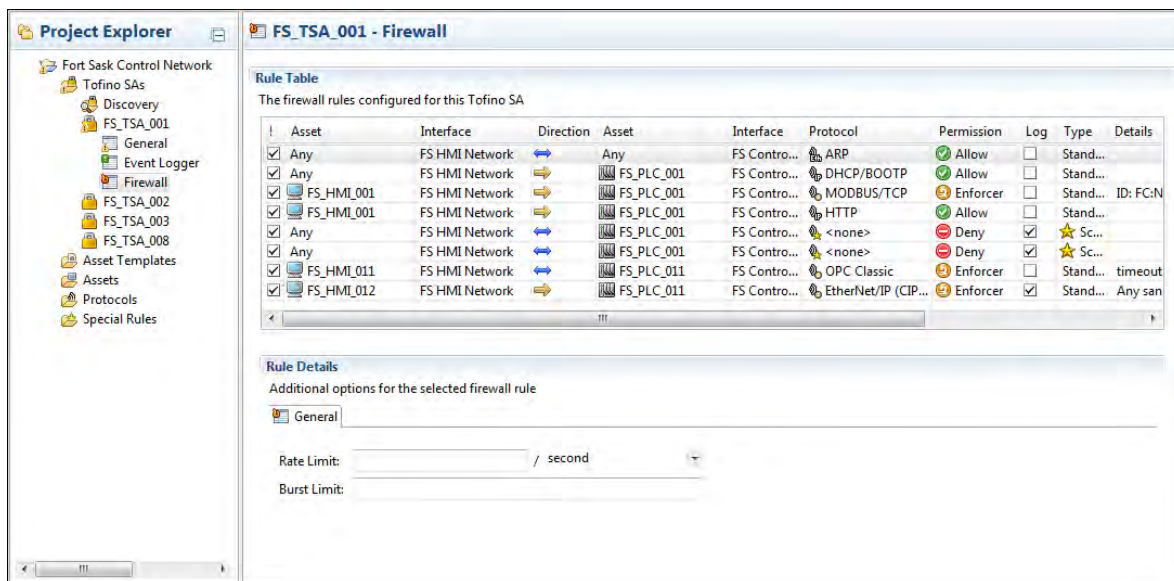 Project Explorer
Fort Sask Control Network
Tofino SAs
Discovery
FS_TSA_001
General
Event Logger
Firewall
FS_TSA_002
FS_TSA_003
FS_TSA_008
Asset Templates
Assets
Protocols
Special Rules
FS_TSA_001 - Firewall
Rule Table
The firewall rules configured for this Tofino SA
! Asset Interface Direction Asset Interface Protocol Permission Log Type Details
Any FS HMI Network Any FS Contro... ARP Allow Stand...
Any FS HMI Network FS_PLC_001 FS Contro... DHCP/BOOTP Allow Stand...
FS_HMI_001 FS HMI Network FS_PLC_001 FS Contro... MODBUS/TCP Enforcer Stand... ID: FC:N
FS_HMI_001 FS HMI Network FS_PLC_001 FS Contro... HTTP Allow Stand...
Any FS HMI Network FS_PLC_001 FS Contro... <none> Deny Sc...
Any FS HMI Network FS_PLC_001 FS Contro... <none> Deny Sc...
FS_HMI_011 FS HMI Network FS_PLC_011 FS Contro... OPC Classic Enforcer Stand... timeout
FS_HMI_012 FS HMI Network FS_PLC_011 FS Contro... EtherNet/IP (CIP... Enforcer Stand... Any san
Rule Details
Additional options for the selected firewall rule
General
Rate Limit: / second
Burst Limit: